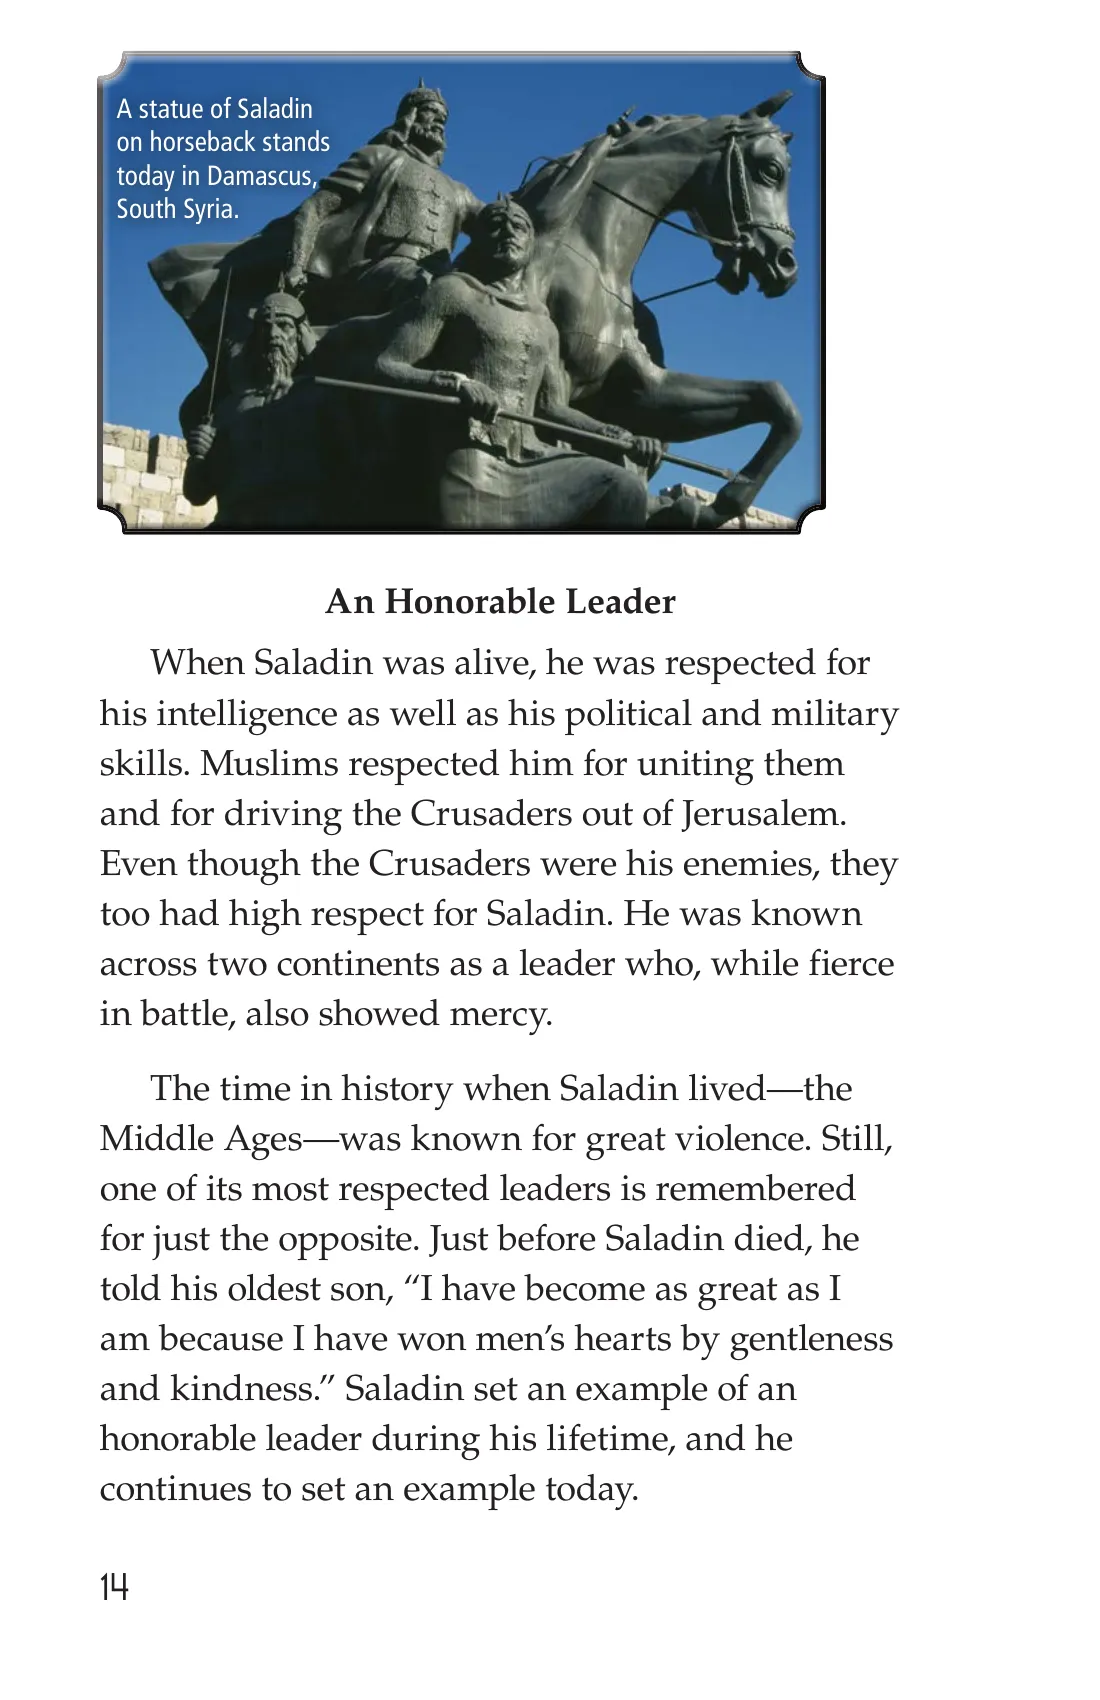 A statue of Saladin
on horseback stands
today in Damascus,
South Syria.
An Honorable Leader
When Saladin was alive, he was respected for
his intelligence as well as his political and military
skills. Muslims respected him for uniting them
and for driving the Crusaders out of Jerusalem.
Even though the Crusaders were his enemies, they
too had high respect for Saladin. He was known
across two continents as a leader who, while fierce
in battle, also showed mercy.
The time in history when Saladin lived—the
Middle Ages—was known for great violence. Still,
one of its most respected leaders is remembered
for just the opposite. Just before Saladin died, he
told his oldest son, “I have become as great as I
am because I have won men’s hearts by gentleness
and kindness.” Saladin set an example of an
honorable leader during his lifetime, and he
continues to set an example today.
14